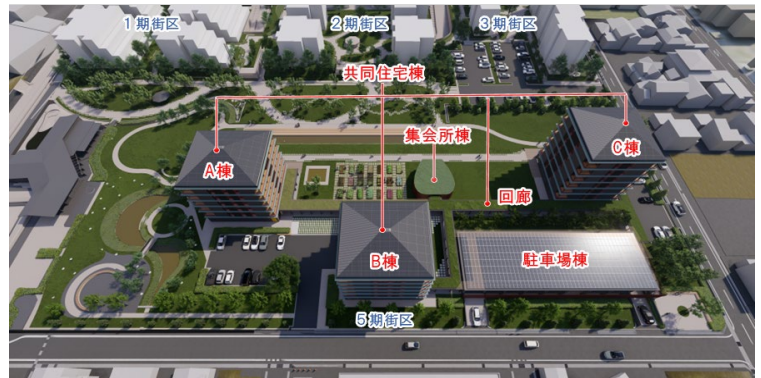 1期街区
2期街区
3期街区
共同住宅棟
集会所棟
C棟
A棟
回廊
B棟
駐車場棟
5期街区